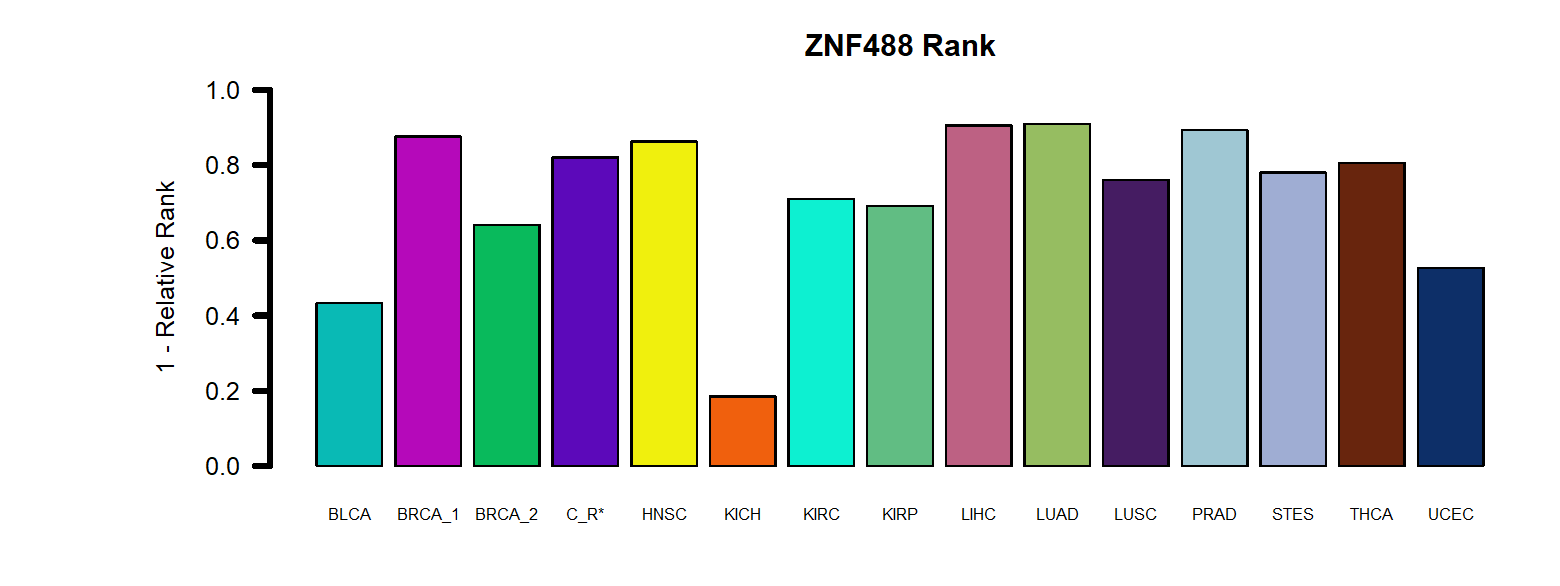 ZNF488 Rank
1 - Relative Rank
1.0
0.8
0.6
0.4
0.2
0.0
BLCA BRCA_1 BRCA_2 C_R* HNSC KICH KIRC KIRP LIHC LUAD LUSC PRAD STES THCA UCEC